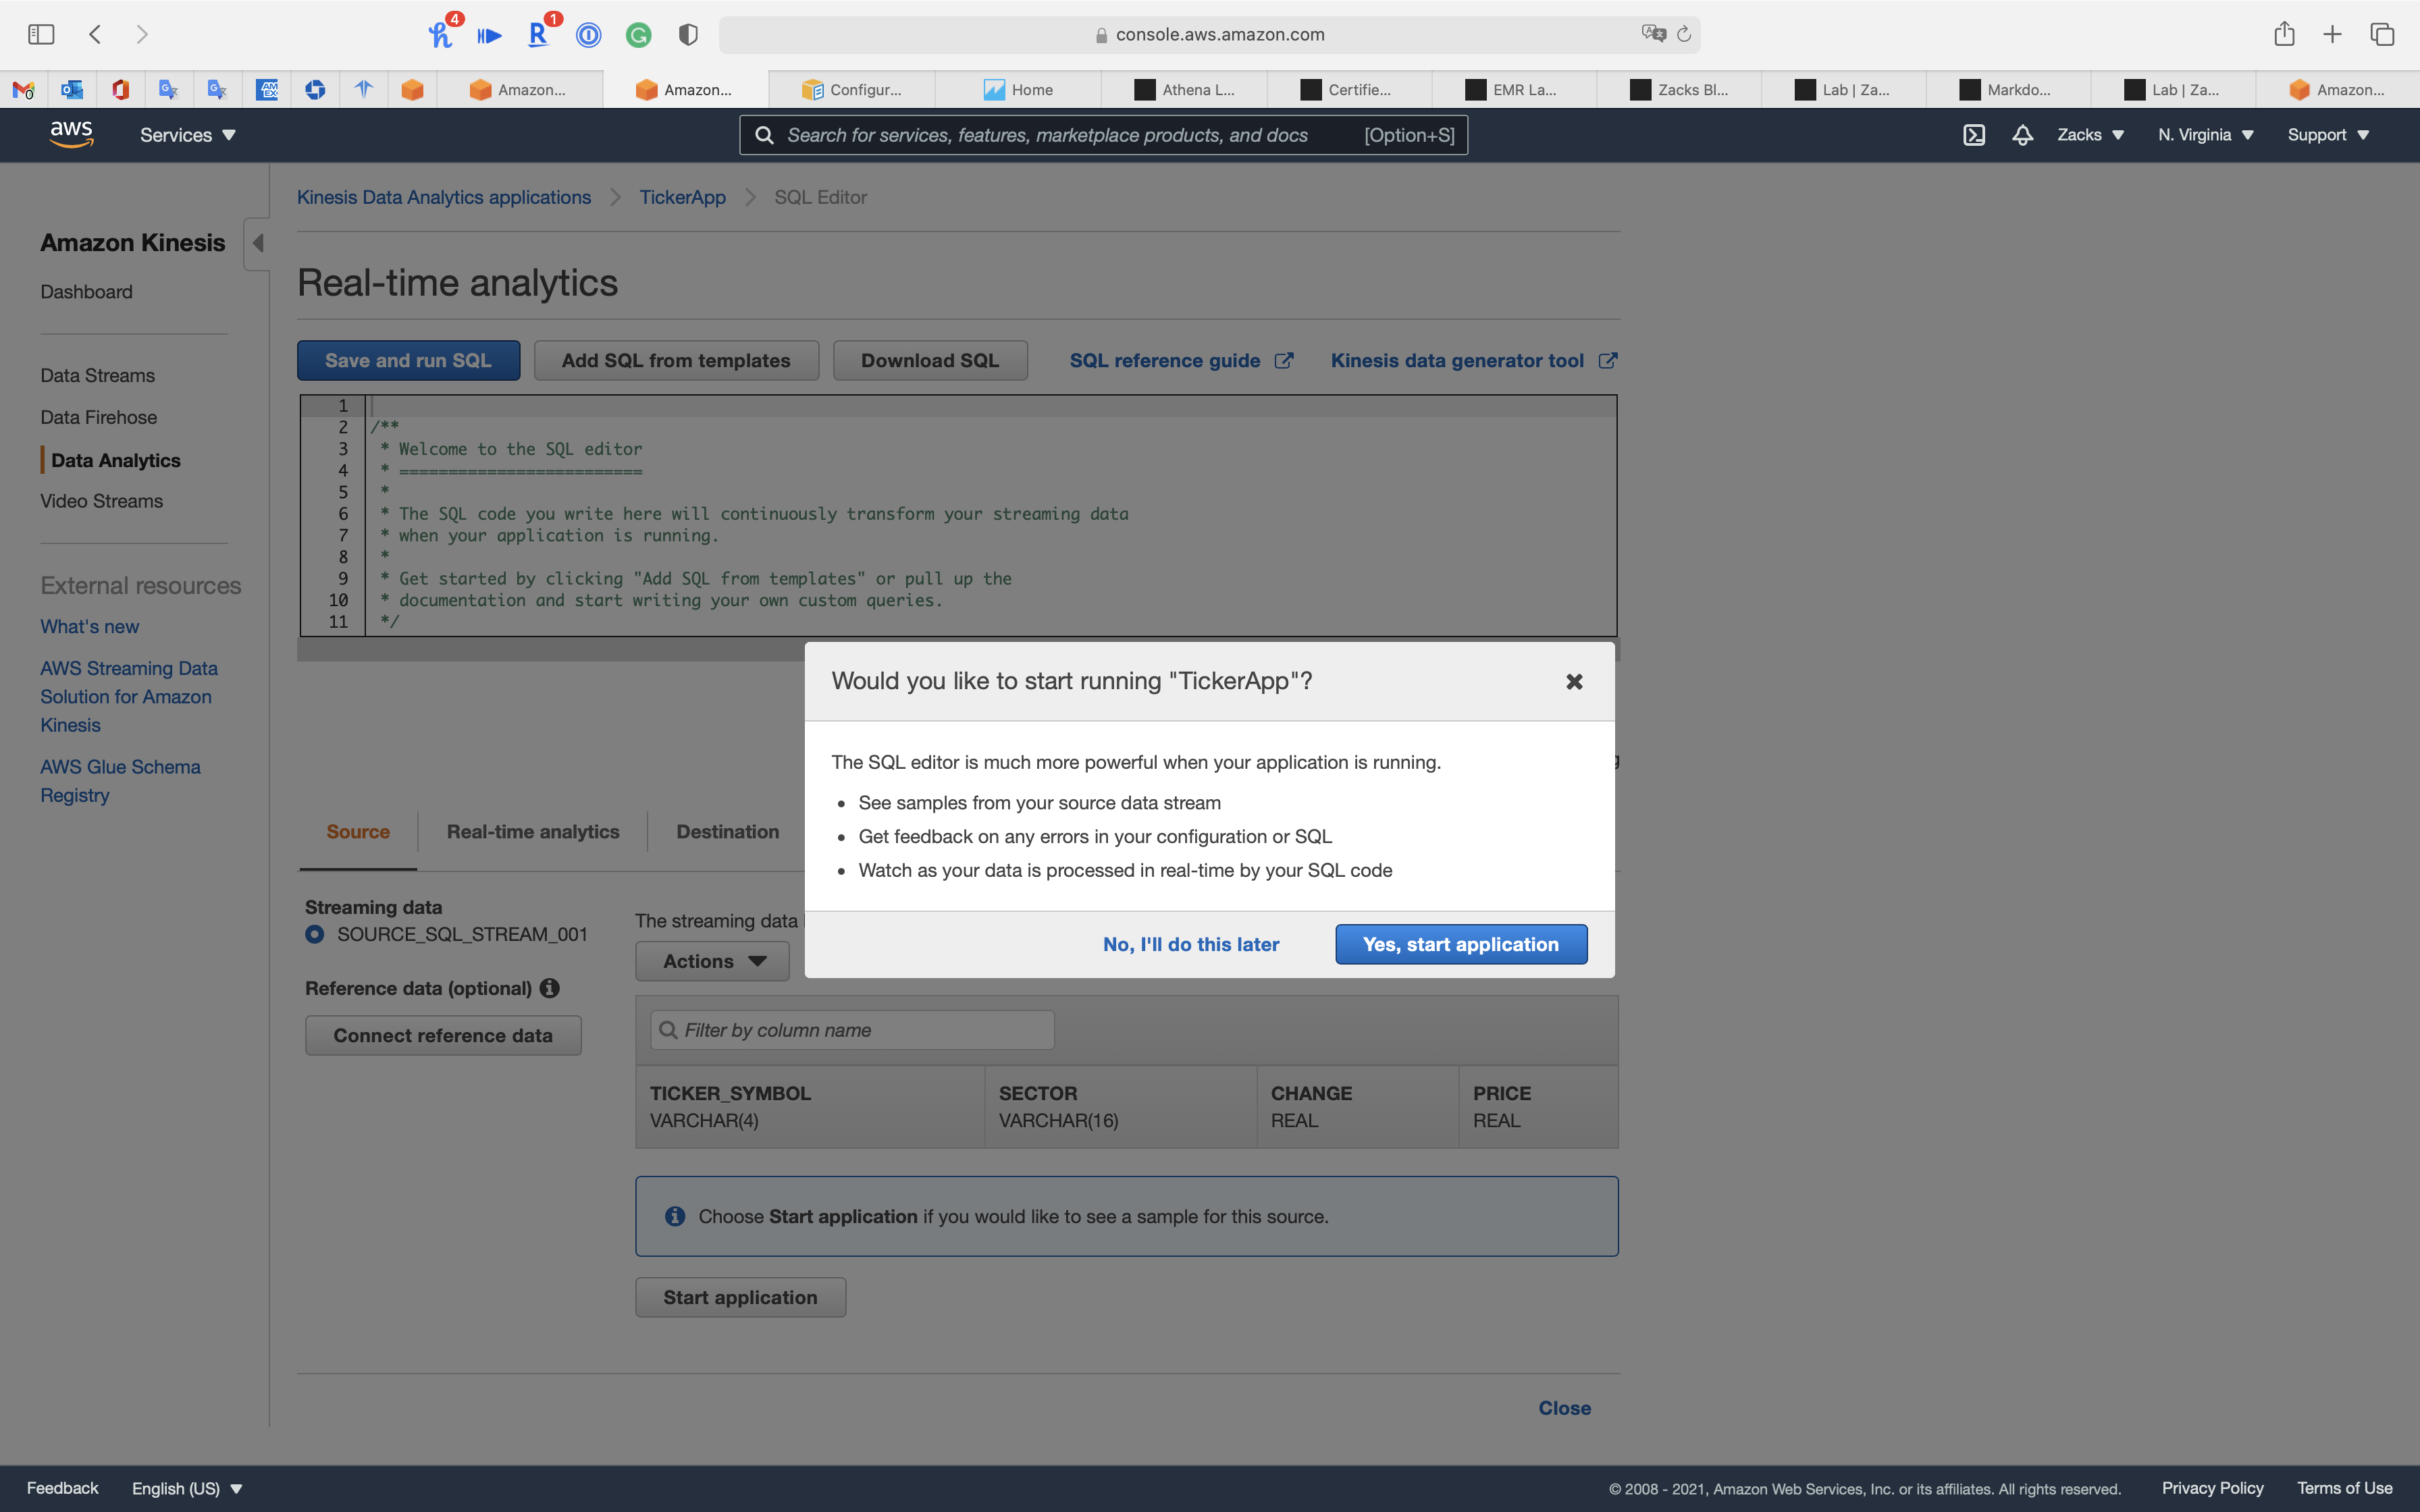 4
1
console.aws.amazon.com
Amazon...
Amazon...
Configur...
Home
Athena L...
Certifie...
EMR La...
Zacks Bl...
Lab | Za...
Markdo...
Lab | Za...
Amazon...
aws
Services
Search for services, features, marketplace products, and docs
[Option+S]
Zacks
N. Virginia
Support
Kinesis Data Analytics applications
TickerApp
SQL Editor
Amazon Kinesis
Dashboard
Data Streams
Data Firehose
Data Analytics
Video Streams
External resources
What's new
AWS Streaming Data
Solution for Amazon
Kinesis
AWS Glue Schema
Registry
Real-time analytics
Save and run SQL
Add SQL from templates
Download SQL
SQL reference guide
Kinesis data generator tool
1
2 /**
3 * Welcome to the SQL editor
4 * =========================
5 *
6 * The SQL code you write here will continuously transform your streaming data
7 * when your application is running.
8 *
9 * Get started by clicking "Add SQL from templates" or pull up the
10 * documentation and start writing your own custom queries.
11 */
Would you like to start running "TickerApp"?
The SQL editor is much more powerful when your application is running.
• See samples from your source data stream
• Get feedback on any errors in your configuration or SQL
• Watch as your data is processed in real-time by your SQL code
No, I'll do this later
Yes, start application
Source
Real-time analytics
Destination
Streaming data
SOURCE_SQL_STREAM_001
Reference data (optional)
Connect reference data
The streaming data
Actions
Filter by column name
TICKER_SYMBOL
VARCHAR(4)
SECTOR
VARCHAR(16)
CHANGE
REAL
PRICE
REAL
Choose Start application if you would like to see a sample for this source.
Start application
Close
Feedback
English (US)
© 2008 - 2021, Amazon Web Services, Inc. or its affiliates. All rights reserved.
Privacy Policy
Terms of Use